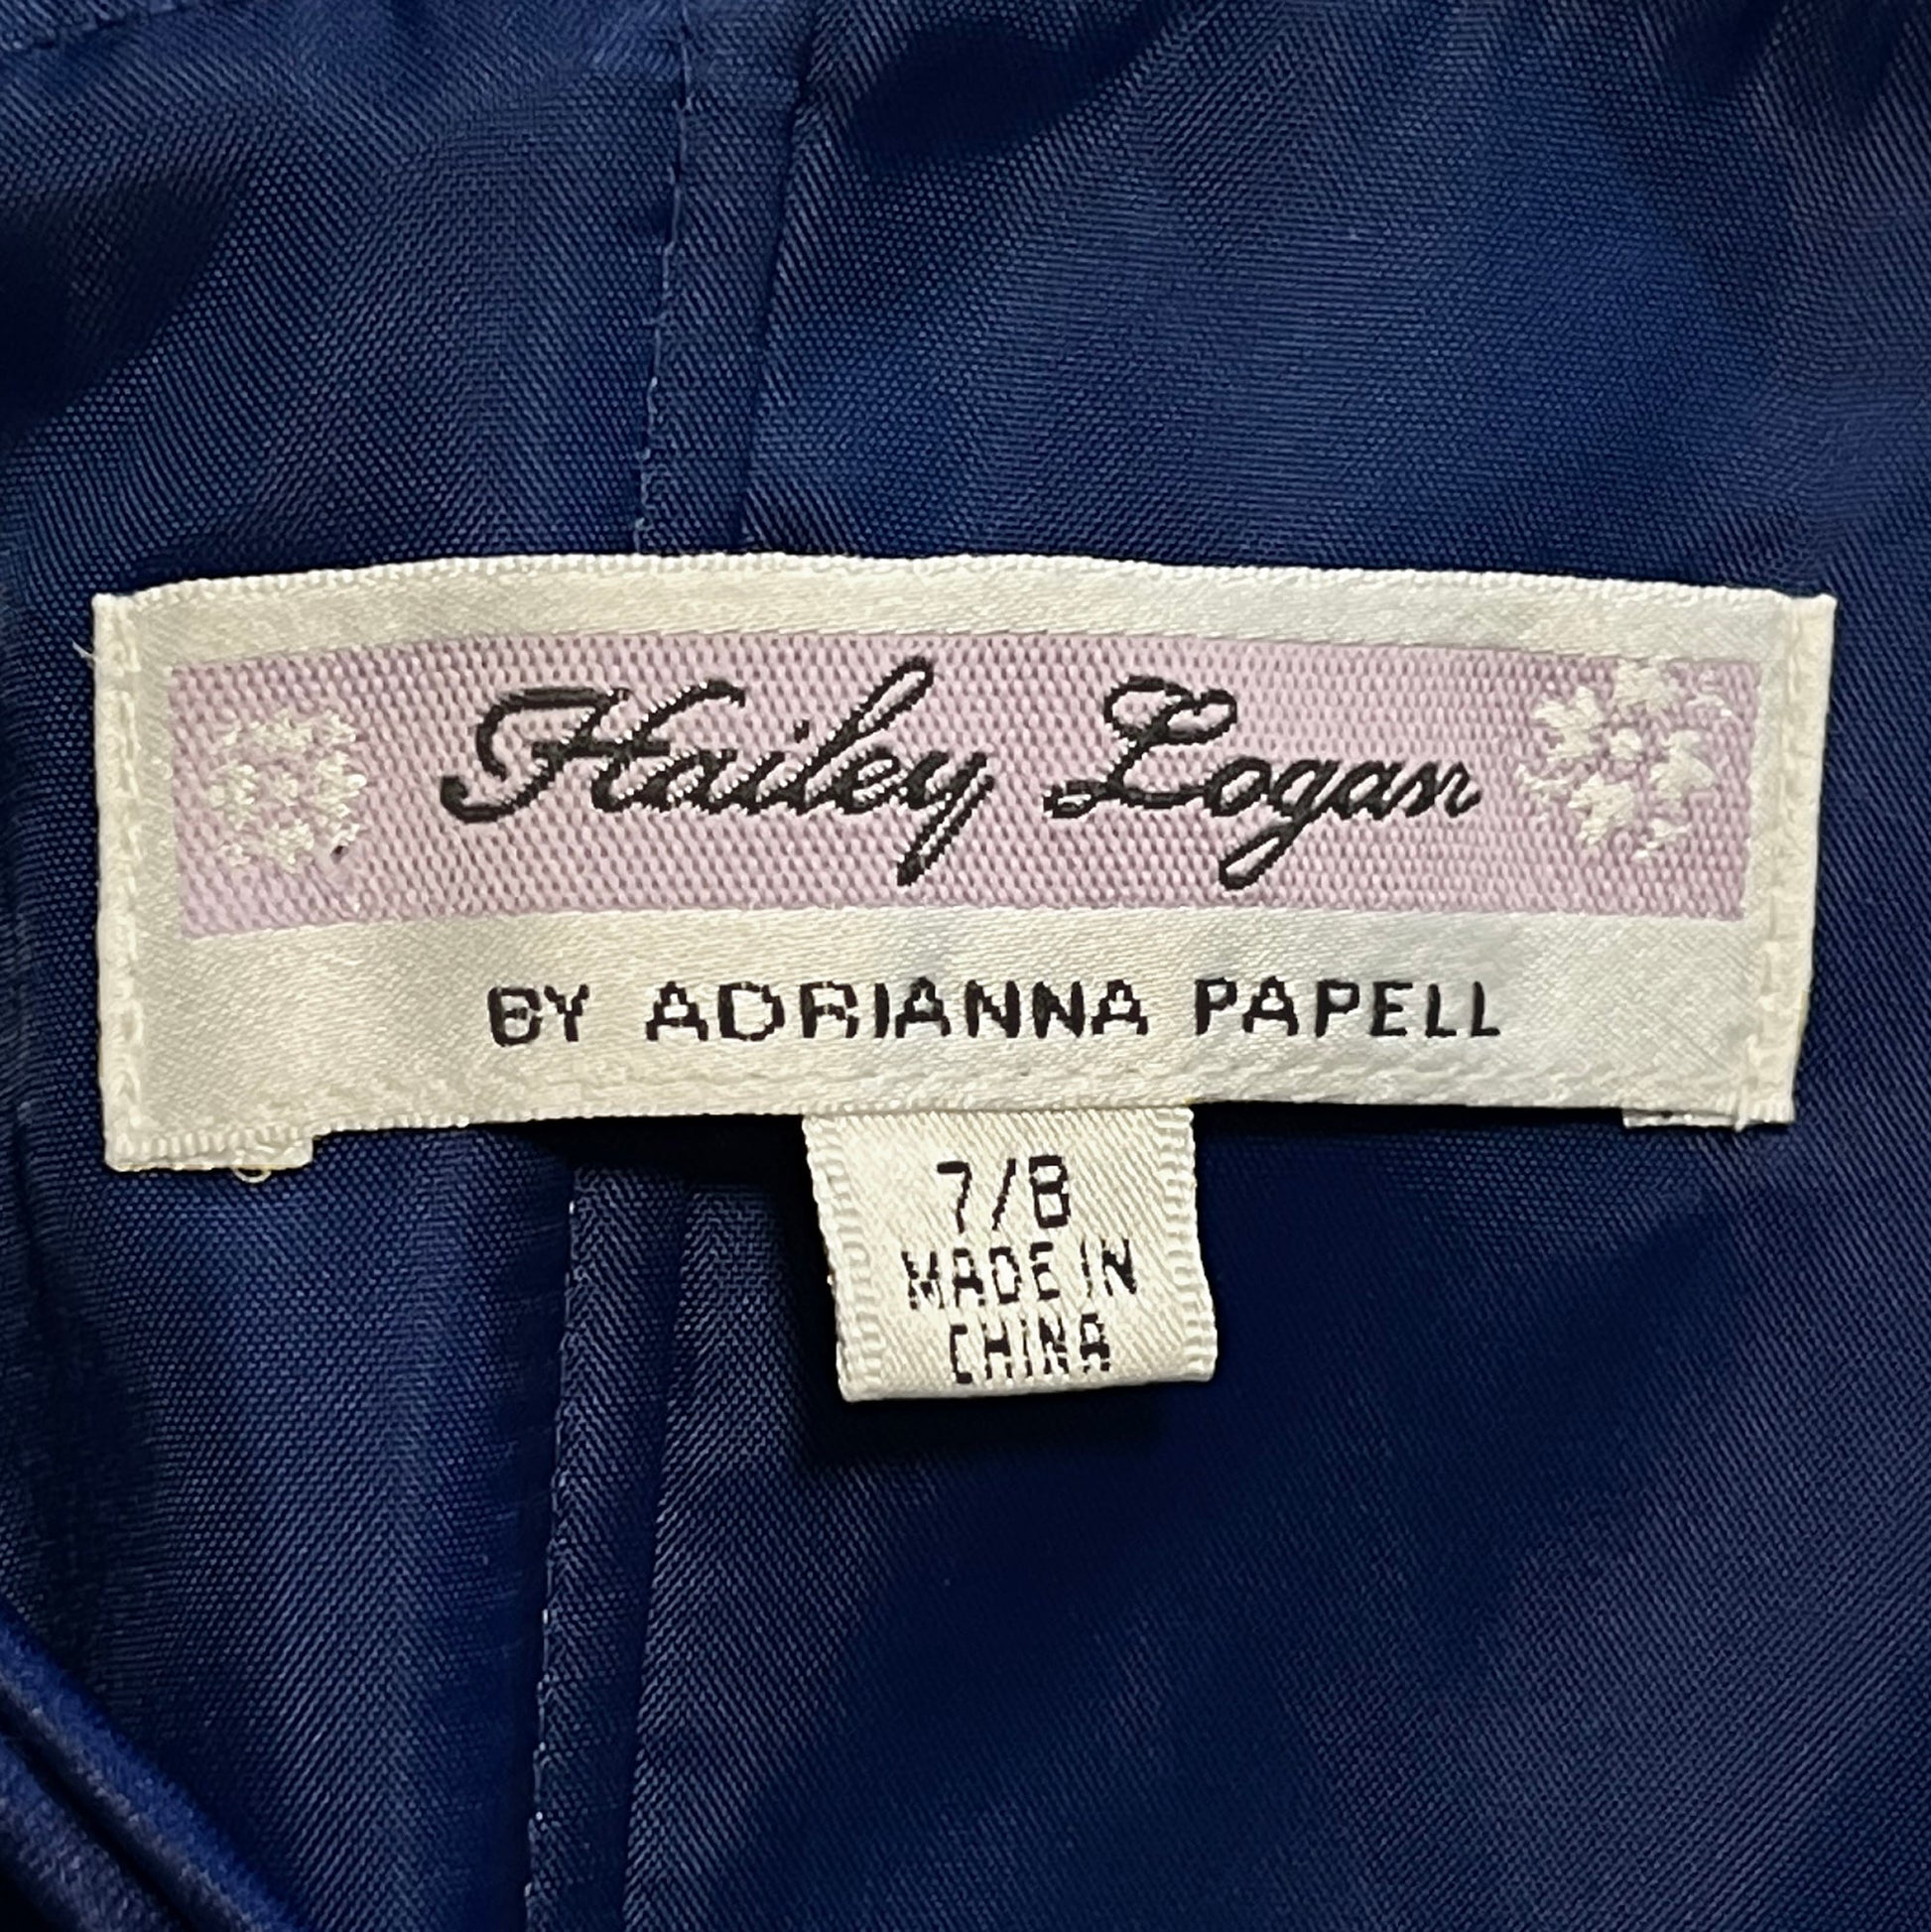 Hailey Logan
BY ADRIANNA PAPELL
7/8
MADE IN
CHINA